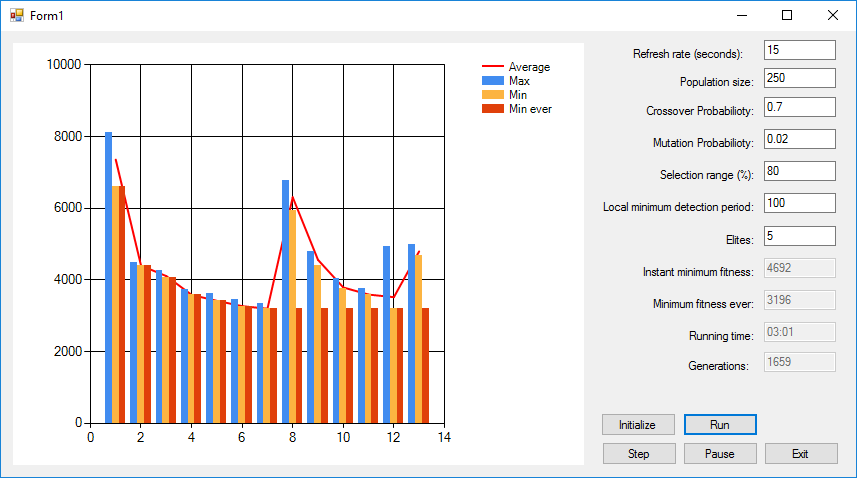 Form1
10000
8000
6000
4000
2000
0
0 2 4 6 8 10 12 14
Average
Max
Min
Min ever
Refresh rate (seconds): 15
Population size: 250
Crossover Probabilioty: 0.7
Mutation Probabilioty: 0.02
Selection range (%): 80
Local minimum detection period: 100
Elites: 5
Instant minimum fitness: 4692
Minimum fitness ever: 3196
Running time: 03:01
Generations: 1659
Initialize Run
Step Pause Exit